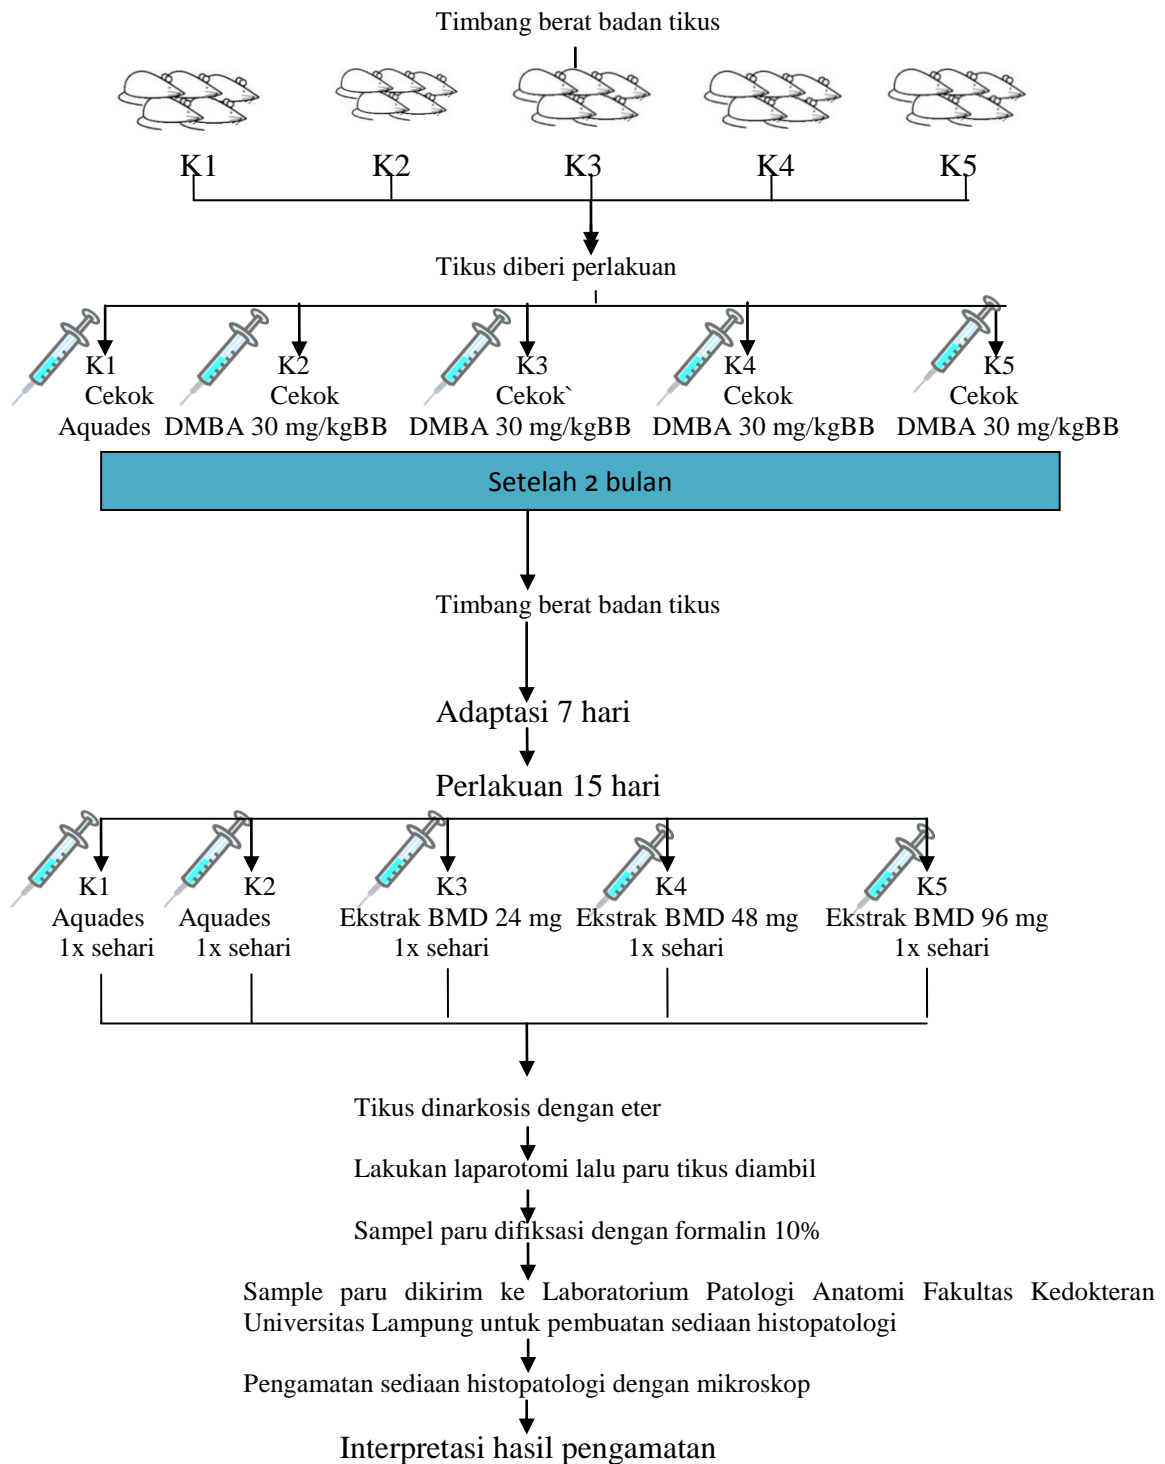 Timbang berat badan tikus
K1 K2 K3 K4 K5
Tikus diberi perlakuan
K1 K2 K3 K4 K5
Cekok Cekok Cekok` Cekok Cekok
Aquades DMBA 30 mg/kgBB DMBA 30 mg/kgBB DMBA 30 mg/kgBB DMBA 30 mg/kgBB
Setelah 2 bulan
Timbang berat badan tikus
Adaptasi 7 hari
Perlakuan 15 hari
K1 K2 K3 K4 K5
Aquades Aquades Ekstrak BMD 24 mg Ekstrak BMD 48 mg Ekstrak BMD 96 mg
1x sehari 1x sehari 1x sehari 1x sehari 1x sehari
Tikus dinarkosis dengan eter
Lakukan laparotomi lalu paru tikus diambil
Sampel paru difiksasi dengan formalin 10%
Sample paru dikirim ke Laboratorium Patologi Anatomi Fakultas Kedokteran
Universitas Lampung untuk pembuatan sediaan histopatologi
Pengamatan sediaan histopatologi dengan mikroskop
Interpretasi hasil pengamatan